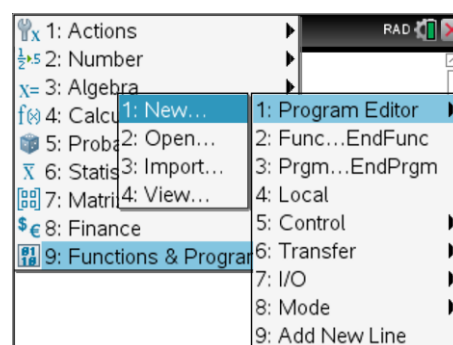 1: Actions
2: Number
3: Algebra
4: Calcu
5: Proba
6: Statis
7: Matri
8: Finance
9: Functions & Program
1: New...
2: Open...
3: Import...
4: View...
1: Program Editor
2: Func...EndFunc
3: Prgm...EndPrgm
4: Local
5: Control
6: Transfer
7: I/O
8: Mode
9: Add New Line
RAD